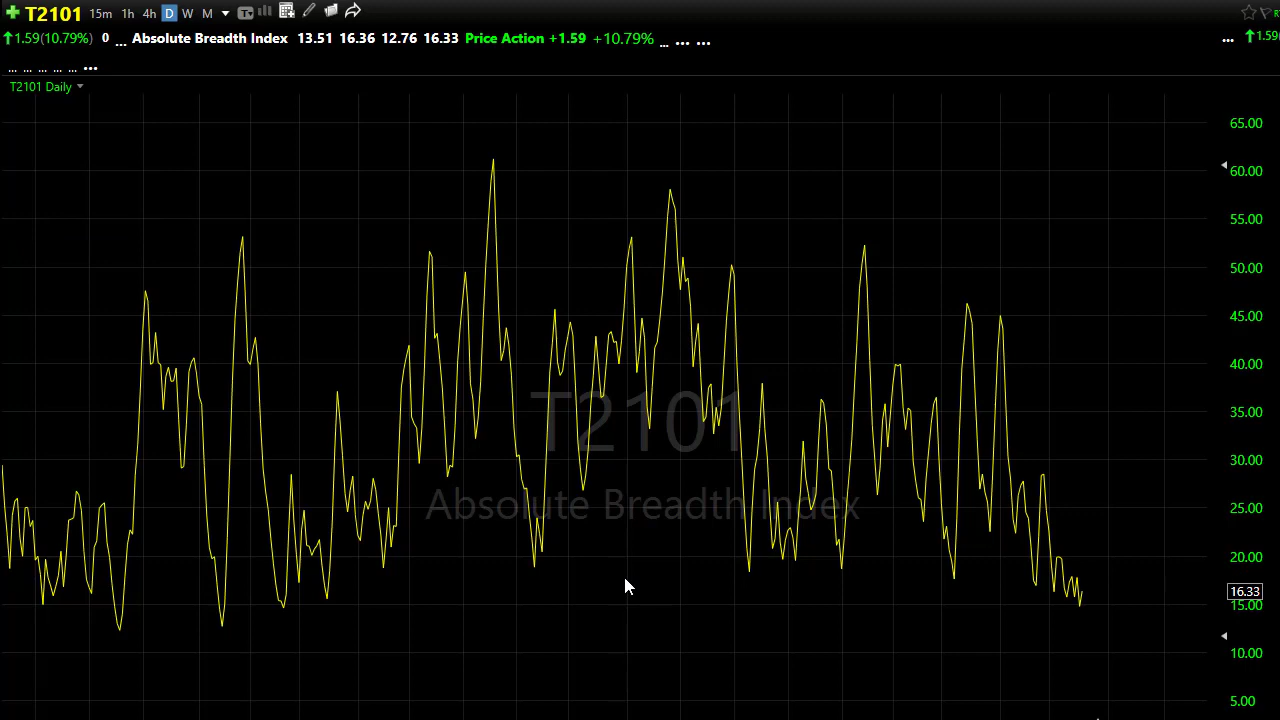 T2101 15m 1h 4h D W M
1.59(10.79%) 0 ... Absolute Breadth Index 13.51 16.36 12.76 16.33 Price Action +1.59 +10.79% ... ... ... ... 1.59
... ... ... ... ... ...
T2101 Daily
65.00
60.00
55.00
50.00
45.00
40.00
35.00
30.00
25.00
20.00
16.33
15.00
10.00
5.00
T2101
Absolute Breadth Index